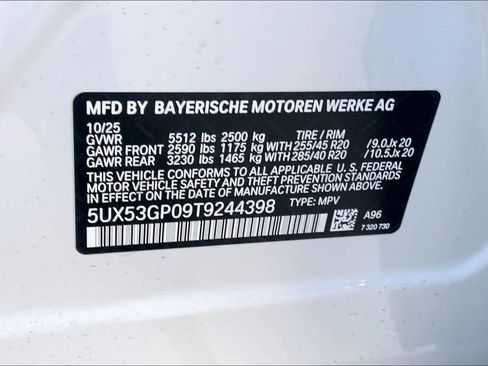 MFD BY BAYERISCHE MOTOREN WERKE AG
10/25
GVWR 5512 lbs 2500 kg TIRE / RIM
GAWR FRONT 2590 lbs 1175 kg WITH 255/45 R20 /9.0Jx20
GAWR REAR 3230 lbs 1465 kg WITH 285/40 R20 /10.5Jx20
THIS VEHICLE CONFORMS TO ALL APPLICABLE U.S. FEDERAL
MOTOR VEHICLE SAFETY STANDARDS IN EFFECT ON THE
DATE OF MANUFACTURE SHOWN ABOVE.
5UX53GP09T9244398 TYPE: MPV A96
7 320 730